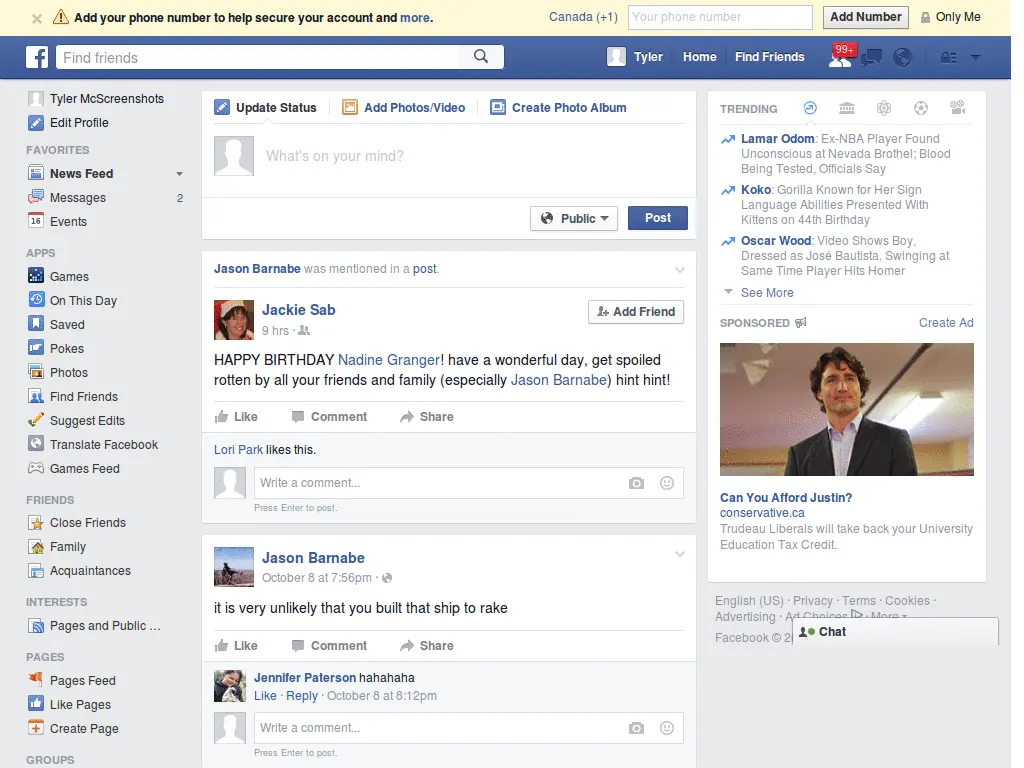 Add your phone number to help secure your account and more.
Canada (+1)
Your phone number
Add Number
Only Me
f
Find friends
Tyler
Home
Find Friends
99+
Tyler McScreenshots
Edit Profile
FAVORITES
News Feed
Messages 2
16 Events
APPS
Games
On This Day
Saved
Pokes
Photos
Find Friends
Suggest Edits
Translate Facebook
Games Feed
FRIENDS
Close Friends
Family
Acquaintances
INTERESTS
Pages and Public ...
PAGES
Pages Feed
Like Pages
Create Page
GROUPS
Update Status
Add Photos/Video
Create Photo Album
What's on your mind?
Public
Post
Jason Barnabe was mentioned in a post.
Jackie Sab
9 hrs ·
Add Friend
HAPPY BIRTHDAY Nadine Granger! have a wonderful day, get spoiled
rotten by all your friends and family (especially Jason Barnabe) hint hint!
Like Comment Share
Lori Park likes this.
Write a comment...
Press Enter to post.
Jason Barnabe
October 8 at 7:56pm ·
it is very unlikely that you built that ship to rake
Like Comment Share
Jennifer Paterson hahahaha
Like · Reply · October 8 at 8:12pm
Write a comment...
Press Enter to post.
TRENDING
Lamar Odom: Ex-NBA Player Found
Unconscious at Nevada Brothel; Blood
Being Tested, Officials Say
Koko: Gorilla Known for Her Sign
Language Abilities Presented With
Kittens on 44th Birthday
Oscar Wood: Video Shows Boy,
Dressed as José Bautista, Swinging at
Same Time Player Hits Homer
See More
SPONSORED
Create Ad
Can You Afford Justin?
conservative.ca
Trudeau Liberals will take back your University
Education Tax Credit.
English (US) · Privacy · Terms · Cookies ·
Advertising · Ad Choices · More
Facebook ©
Chat